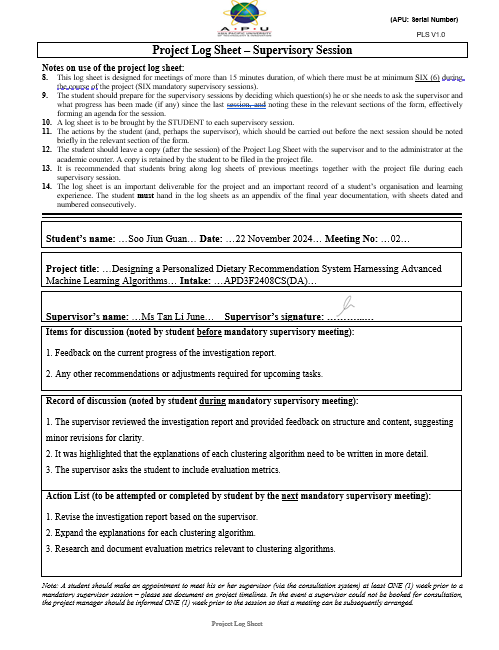 A • P • U
(APU: Serial Number)
PLS V1.0
Project Log Sheet – Supervisory Session
Notes on use of the project log sheet:
8. This log sheet is designed for meetings of more than 15 minutes duration, of which there must be at minimum SIX (6) during
the course of the project (SIX mandatory supervisory sessions).
9. The student should prepare for the supervisory sessions by deciding which question(s) he or she needs to ask the supervisor and
what progress has been made (if any) since the last session, and noting these in the relevant sections of the form, effectively
forming an agenda for the session.
10. A log sheet is to be brought by the STUDENT to each supervisory session.
11. The actions by the student (and, perhaps the supervisor), which should be carried out before the next session should be noted
briefly in the relevant section of the form.
12. The student should leave a copy (after the session) of the Project Log Sheet with the supervisor and to the administrator at the
academic counter. A copy is retained by the student to be filed in the project file.
13. It is recommended that students bring along log sheets of previous meetings together with the project file during each
supervisory session.
14. The log sheet is an important deliverable for the project and an important record of a student's organisation and learning
experience. The student must hand in the log sheets as an appendix of the final year documentation, with sheets dated and
numbered consecutively.
Student's name: …Soo Jiun Guan… Date: …22 November 2024… Meeting No: …02…
Project title: …Designing a Personalized Dietary Recommendation System Harnessing Advanced
Machine Learning Algorithms… Intake: …APD3F2408CS(DA)…
Supervisor's name: …Ms Tan Li June… Supervisor's signature: ……………
Items for discussion (noted by student before mandatory supervisory meeting):
1. Feedback on the current progress of the investigation report.
2. Any other recommendations or adjustments required for upcoming tasks.
Record of discussion (noted by student during mandatory supervisory meeting):
1. The supervisor reviewed the investigation report and provided feedback on structure and content, suggesting
minor revisions for clarity.
2. It was highlighted that the explanations of each clustering algorithm need to be written in more detail.
3. The supervisor asks the student to include evaluation metrics.
Action List (to be attempted or completed by student by the next mandatory supervisory meeting):
1. Revise the investigation report based on the supervisor.
2. Expand the explanations for each clustering algorithm.
3. Research and document evaluation metrics relevant to clustering algorithms.
Note: A student should make an appointment to meet his or her supervisor (via the consultation system) at least ONE (1) week prior to a
mandatory supervisor session – please see document on project timelines. In the event a supervisor could not be booked for consultation,
the project manager should be informed ONE (1) week prior to the session so that a meeting can be subsequently arranged.
Project Log Sheet